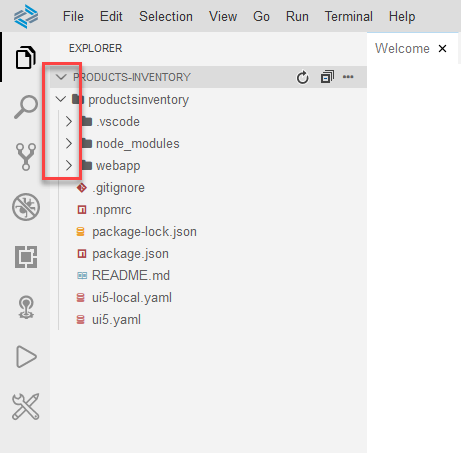 File Edit Selection View Go Run Terminal Help
EXPLORER
Welcome
PRODUCTS-INVENTORY
productsinventory
.vscode
node_modules
webapp
.gitignore
.npmrc
package-lock.json
package.json
README.md
ui5-local.yaml
ui5.yaml